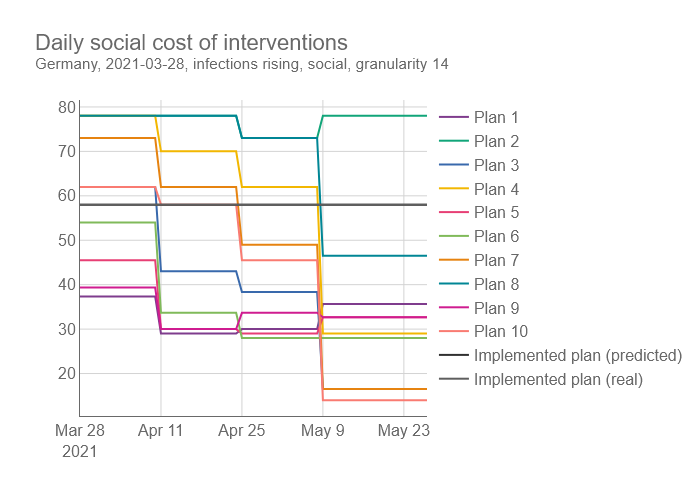 Daily social cost of interventions
Germany, 2021-03-28, infections rising, social, granularity 14
80
70
60
50
40
30
20
Mar 28
2021
Apr 11
Apr 25
May 9
May 23
Plan 1
Plan 2
Plan 3
Plan 4
Plan 5
Plan 6
Plan 7
Plan 8
Plan 9
Plan 10
Implemented plan (predicted)
Implemented plan (real)